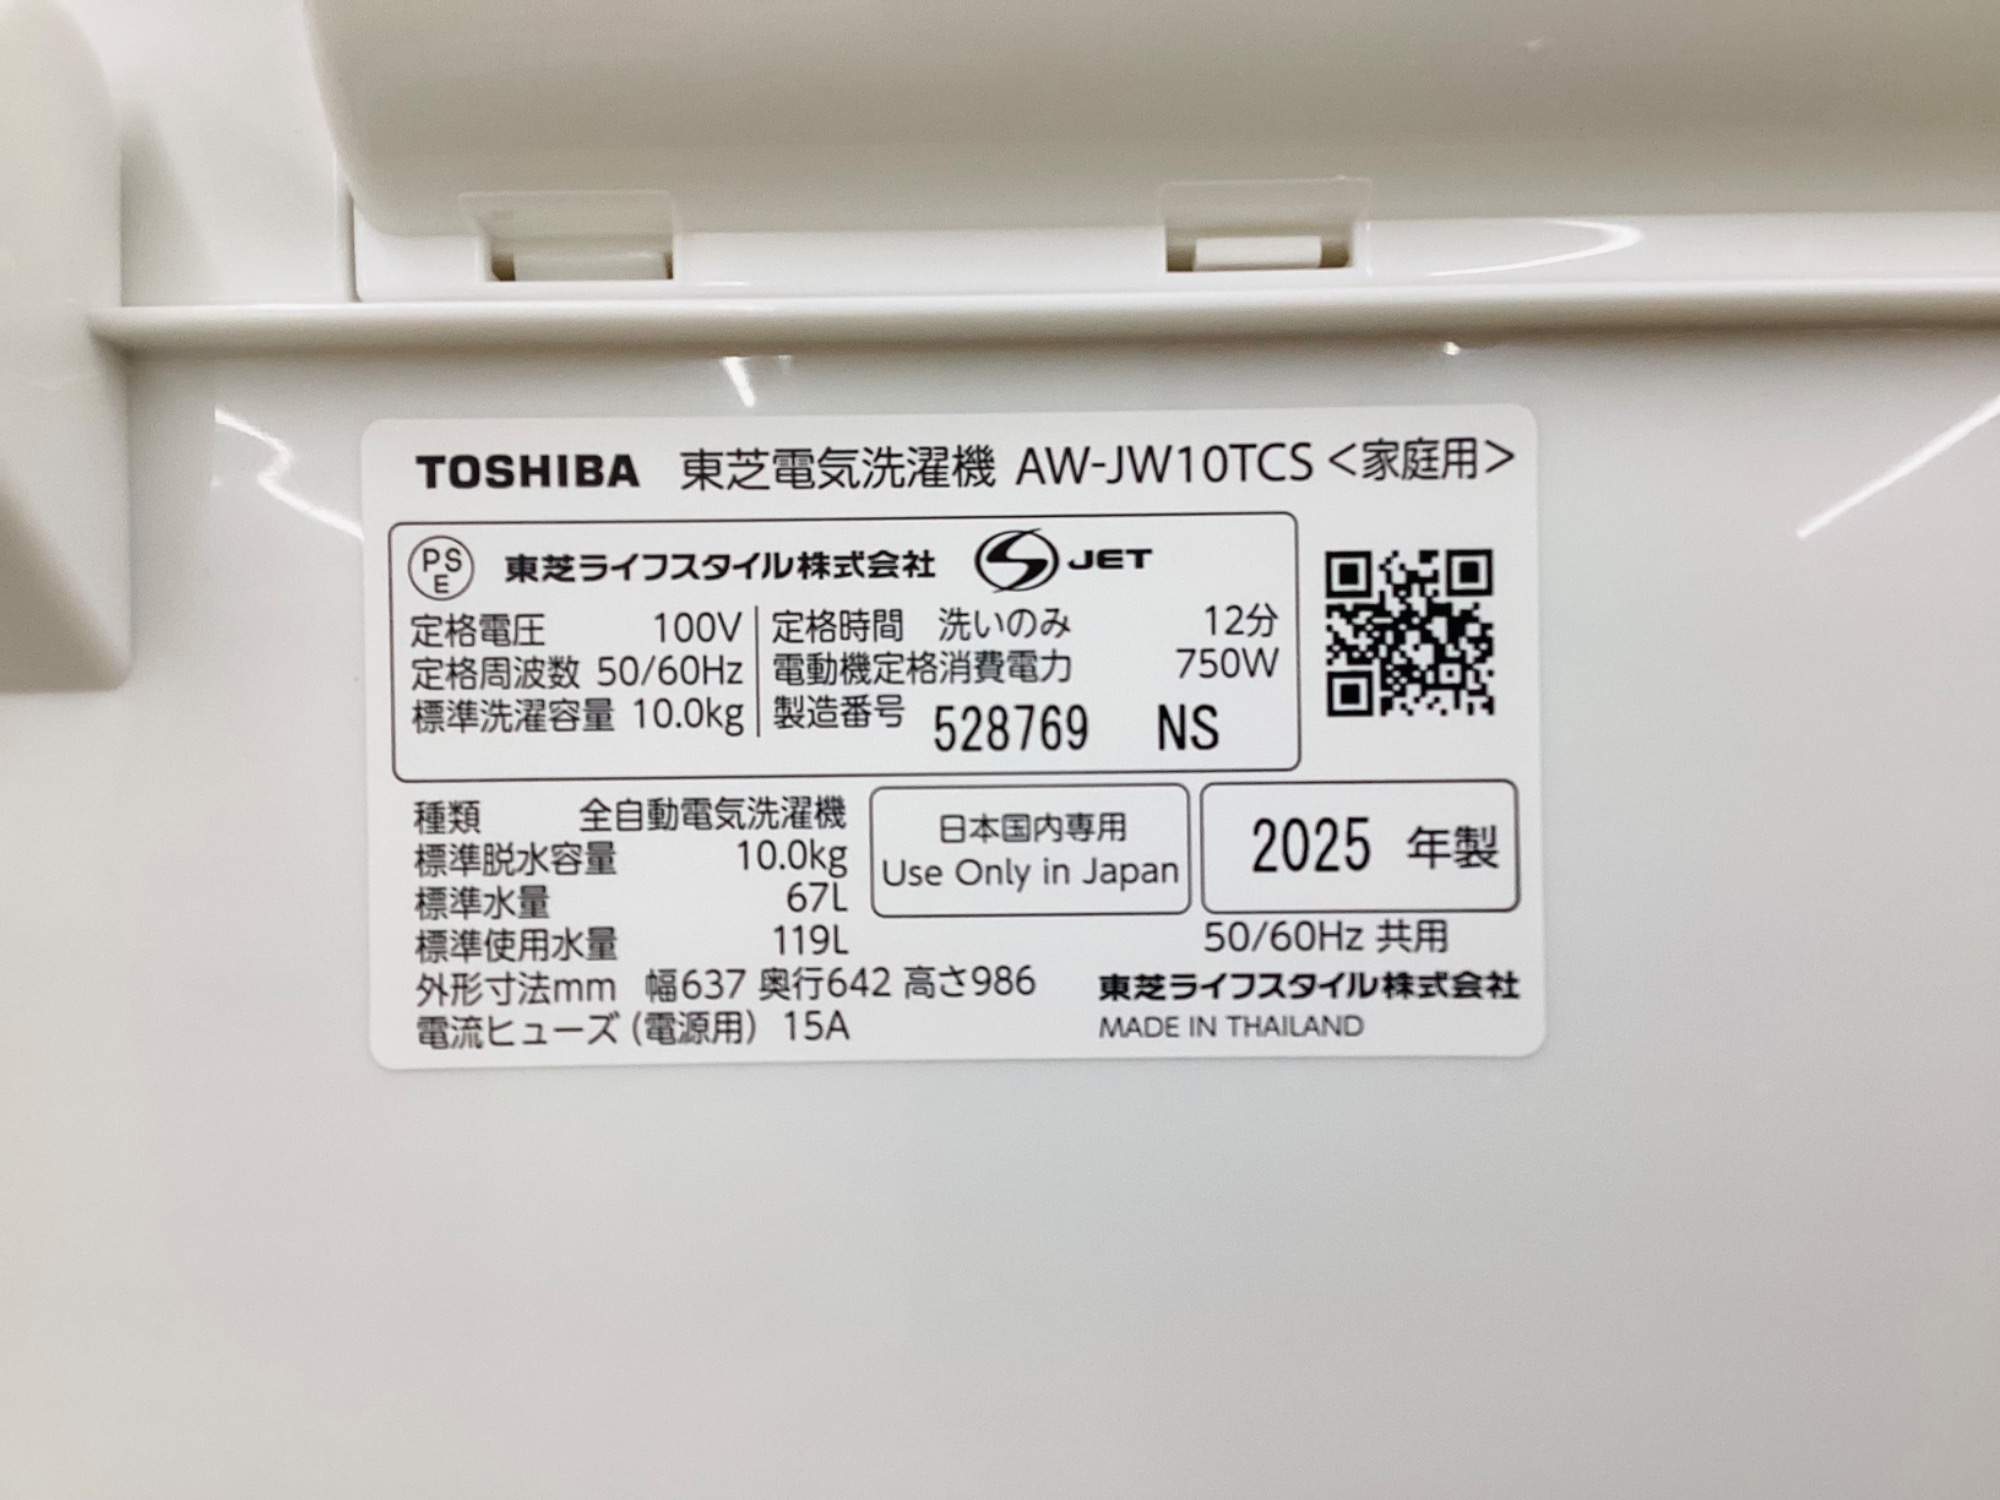 TOSHIBA 東芝電気洗濯機 AW-JW10TCS <家庭用>
PSE 東芝ライフスタイル株式会社 S JET
定格電圧 100V
定格周波数 50/60Hz
標準洗濯容量 10.0kg
定格時間 洗いのみ 12分
電動機定格消費電力 750W
製造番号 528769 NS
種類 全自動電気洗濯機
標準脱水容量 10.0kg
標準水量 67L
標準使用水量 119L
外形寸法mm 幅637 奥行642 高さ986
電流ヒューズ(電源用) 15A
日本国内専用
Use Only in Japan
2025 年製
50/60Hz 共用
東芝ライフスタイル株式会社
MADE IN THAILAND